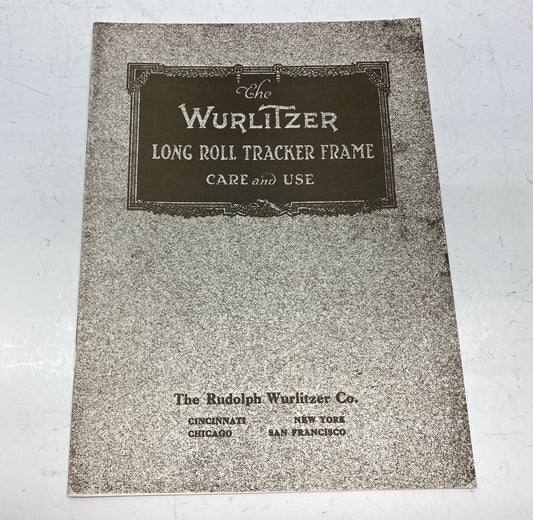 The
WURLITZER
LONG ROLL TRACKER FRAME
CARE and USE
The Rudolph Wurlitzer Co.
CINCINNATI NEW YORK
CHICAGO SAN FRANCISCO